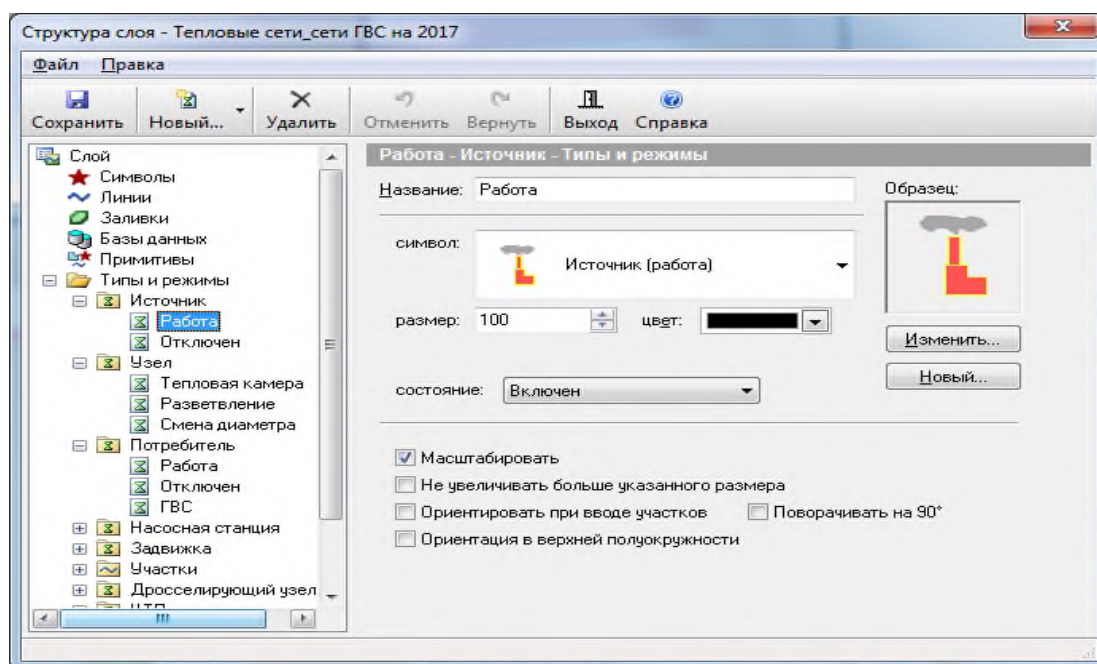 Структура слоя - Тепловые сети_сети ГВС на 2017
Файл Правка
Сохранить Новый... Удалить Отменить Вернуть Выход Справка
Слой
Символы
Линии
Заливки
Базы данных
Примитивы
Типы и режимы
Источник
Работа
Отключен
Узел
Тепловая камера
Разветвление
Смена диаметра
Потребитель
Работа
Отключен
ГВС
Насосная станция
Задвижка
Участки
Дросселирующий узел
ЦТП
Работа - Источник - Типы и режимы
Название: Работа
Образец:
символ: Источник (работа)
размер: 100 цвет:
Изменить...
Новый...
состояние: Включен
Масштабировать
Не увеличивать больше указанного размера
Ориентировать при вводе участков Поворачивать на 90°
Ориентация в верхней полуокружности